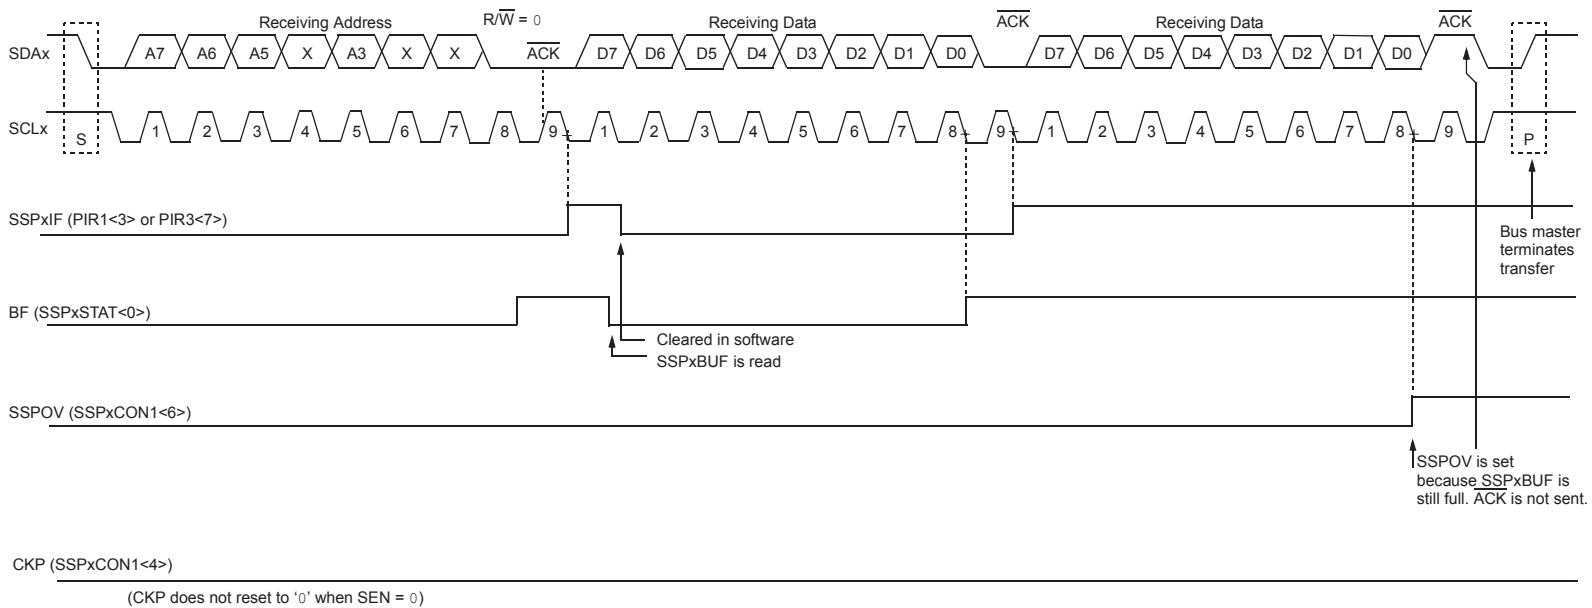 Receiving Address R/W = 0 Receiving Data ACK Receiving Data ACK
SDAx A7 A6 A5 X A3 X X ACK D7 D6 D5 D4 D3 D2 D1 D0 D7 D6 D5 D4 D3 D2 D1 D0
SCLx S 1 2 3 4 5 6 7 8 9 1 2 3 4 5 6 7 8 9 1 2 3 4 5 6 7 8 9 P
SSPxIF (PIR1<3> or PIR3<7>)
Bus master
terminates
transfer
BF (SSPxSTAT<0>)
Cleared in software
SSPxBUF is read
SSPOV (SSPxCON1<6>)
SSPOV is set
because SSPxBUF is
still full. ACK is not sent.
CKP (SSPxCON1<4>)
(CKP does not reset to ‘0’ when SEN = 0)